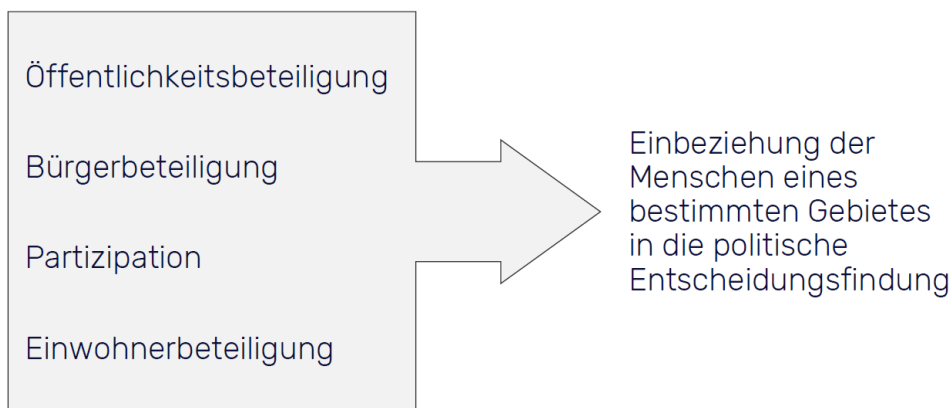 Öffentlichkeitsbeteiligung
Bürgerbeteiligung
Partizipation
Einwohnerbeteiligung
Einbeziehung der
Menschen eines
bestimmten Gebietes
in die politische
Entscheidungsfindung